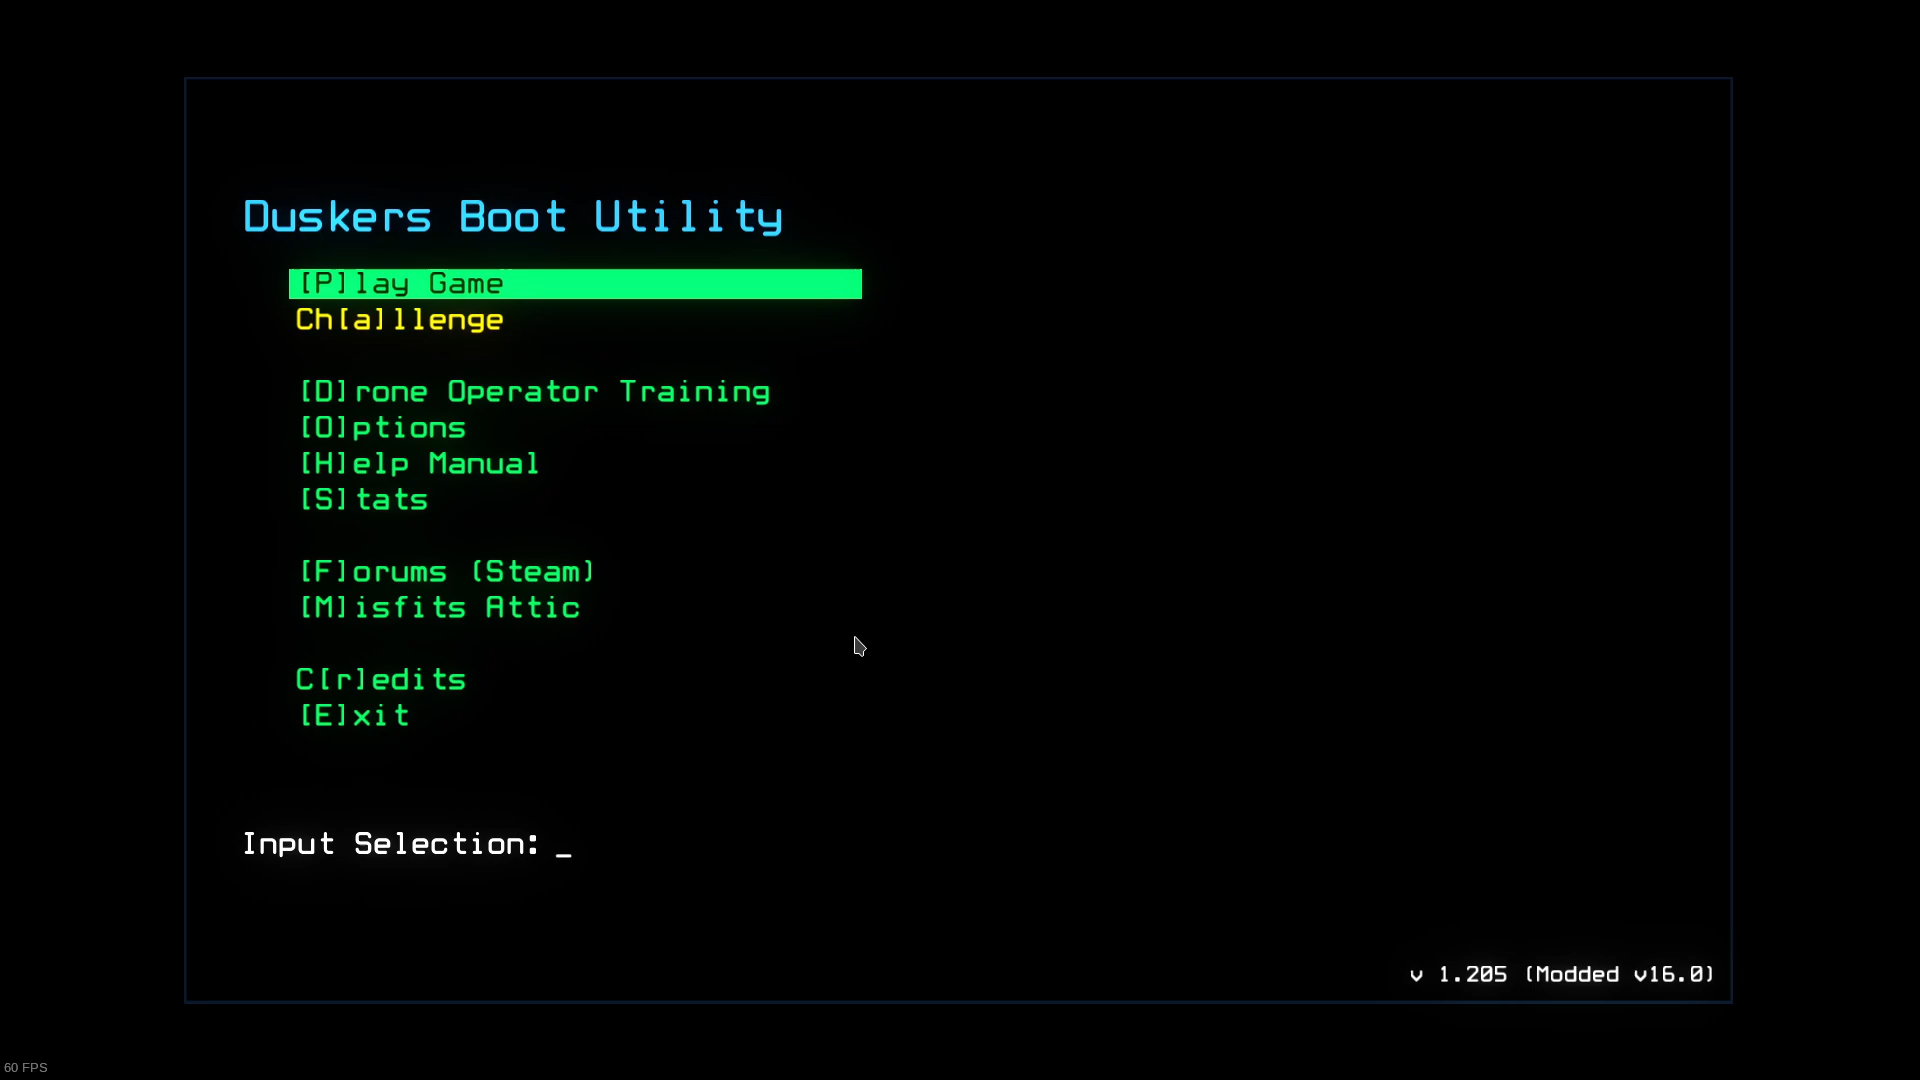 Duskers Boot Utility
[P]lay Game
Ch[a]llenge
[D]rone Operator Training
[O]ptions
[H]elp Manual
[S]tats
[F]orums (Steam)
[M]isfits Attic
C[r]edits
[E]xit
Input Selection: _
v 1.205 (Modded v16.0)
60 FPS